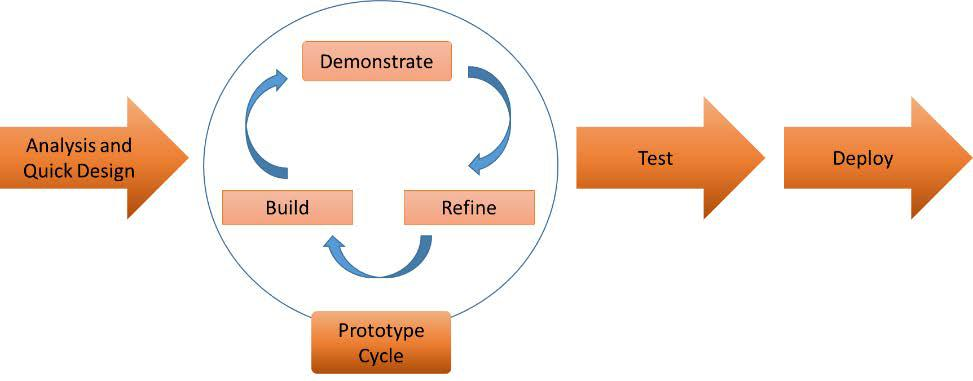 Analysis and
Quick Design
Demonstrate
Build
Refine
Prototype
Cycle
Test
Deploy